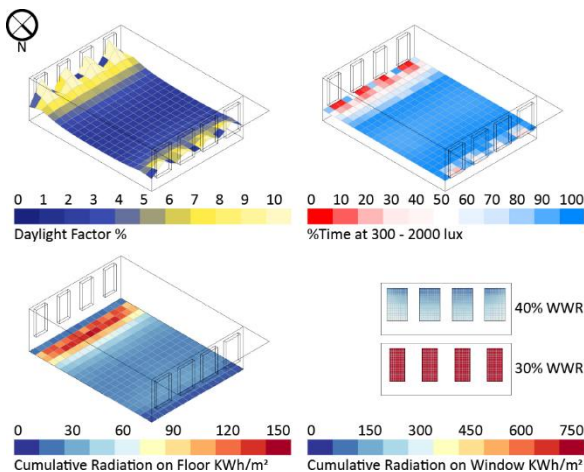 N
0 1 2 3 4 5 6 7 8 9 10
Daylight Factor %
0 10 20 30 40 50 60 70 80 90 100
%Time at 300 - 2000 lux
40% WWR
30% WWR
0 30 60 90 120 150
Cumulative Radiation on Floor KWh/m²
0 150 300 450 600 750
Cumulative Radiation on Window KWh/m²